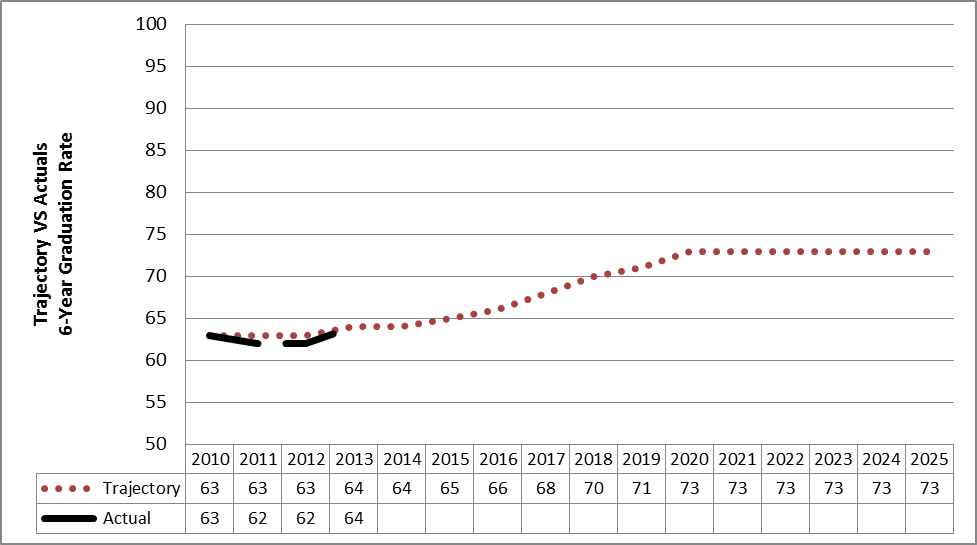 Trajectory VS Actuals
6-Year Graduation Rate
100
95
90
85
80
75
70
65
60
55
50
2010 2011 2012 2013 2014 2015 2016 2017 2018 2019 2020 2021 2022 2023 2024 2025
Trajectory 63 63 63 64 64 65 66 68 70 71 73 73 73 73 73 73
Actual 63 62 62 64